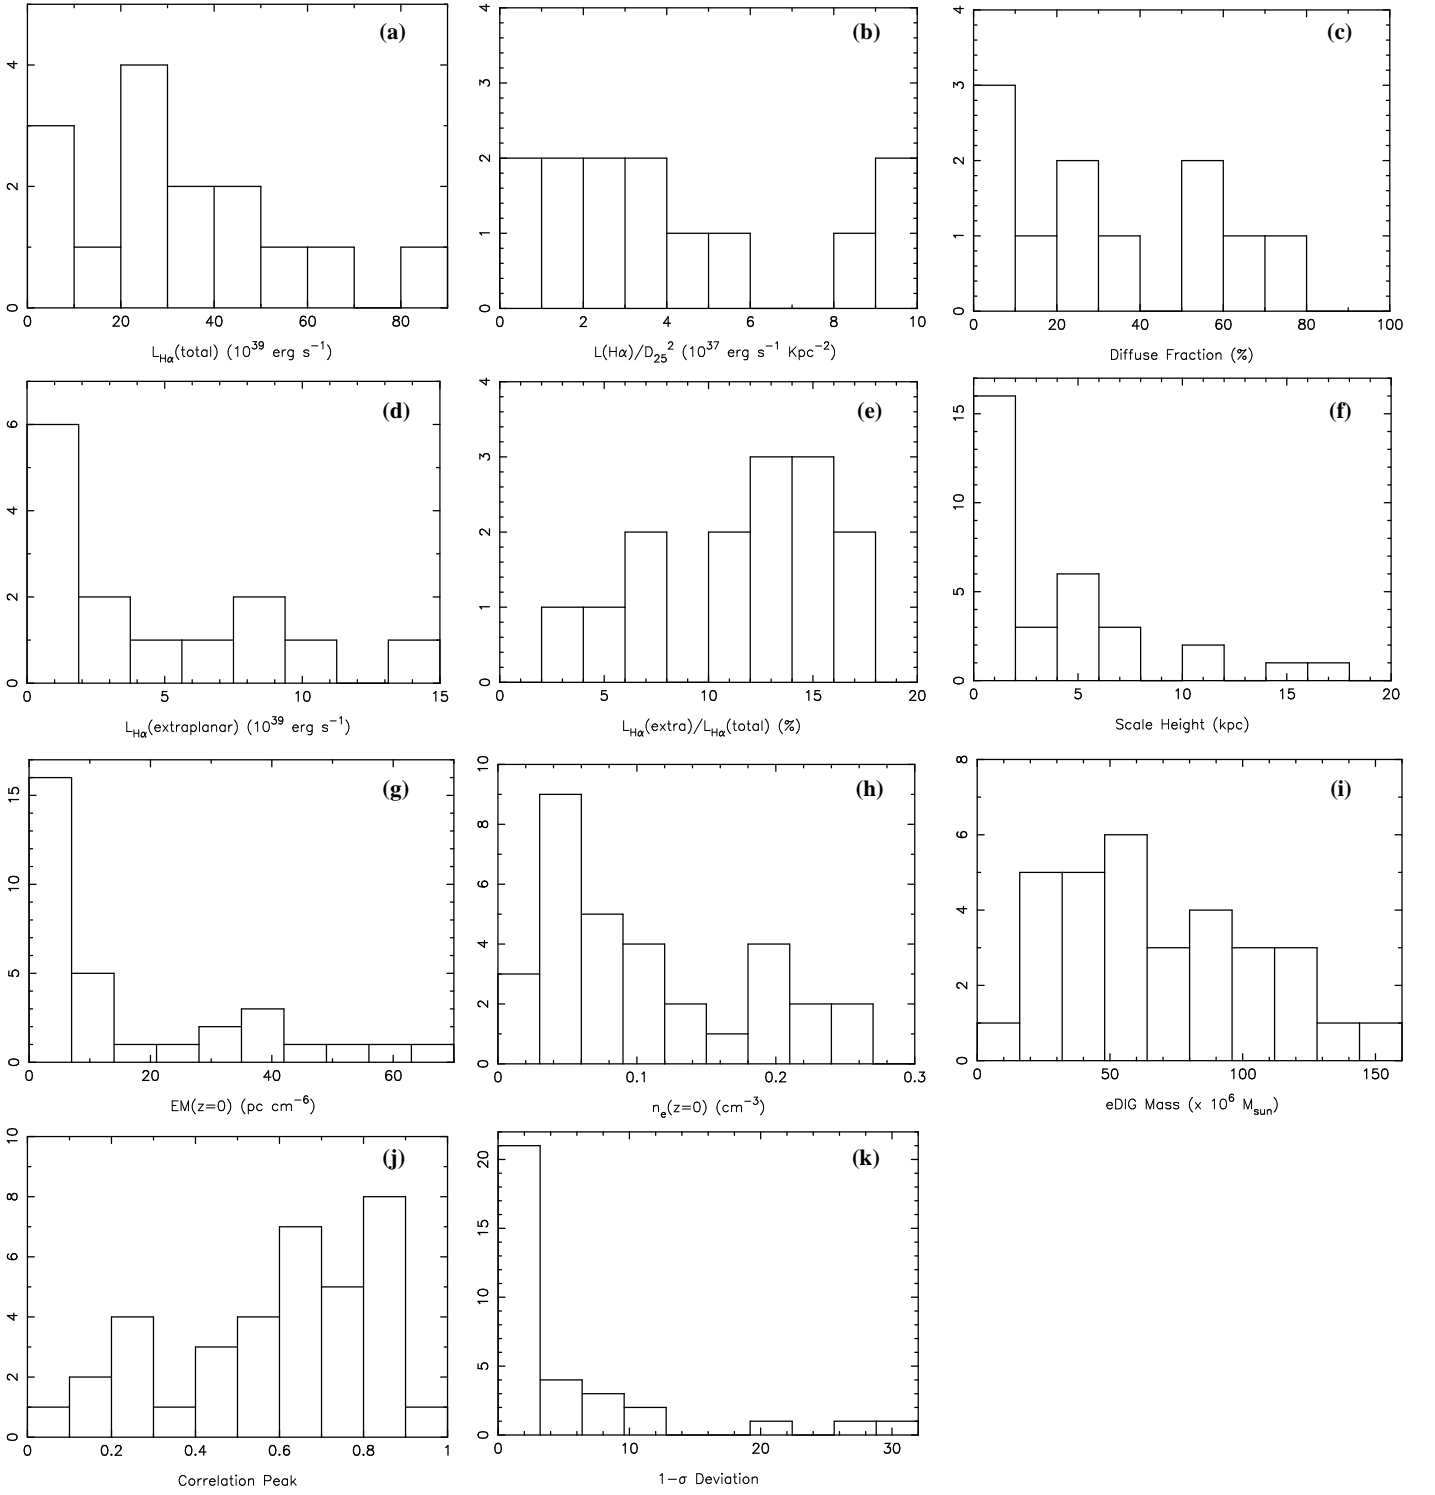 (a)
4
2
0
0 20 40 60 80
L_Hα(total) (10^39 erg s^−1)
(b)
4
3
2
1
0
0 2 4 6 8 10
L(Hα)/D_25^2 (10^37 erg s^−1 Kpc^−2)
(c)
4
3
2
1
0
0 20 40 60 80 100
Diffuse Fraction (%)
(d)
6
4
2
0
0 5 10 15
L_Hα(extraplanar) (10^39 erg s^−1)
(e)
4
3
2
1
0
0 5 10 15 20
L_Hα(extra)/L_Hα(total) (%)
(f)
15
10
5
0
0 5 10 15 20
Scale Height (kpc)
(g)
15
10
5
0
0 20 40 60
EM(z=0) (pc cm^−6)
(h)
10
8
6
4
2
0
0 0.1 0.2 0.3
n_e(z=0) (cm^−3)
(i)
8
6
4
2
0
0 50 100 150
eDIG Mass (x 10^6 M_sun)
(j)
10
8
6
4
2
0
0 0.2 0.4 0.6 0.8 1
Correlation Peak
(k)
20
15
10
5
0
0 10 20 30
1−σ Deviation